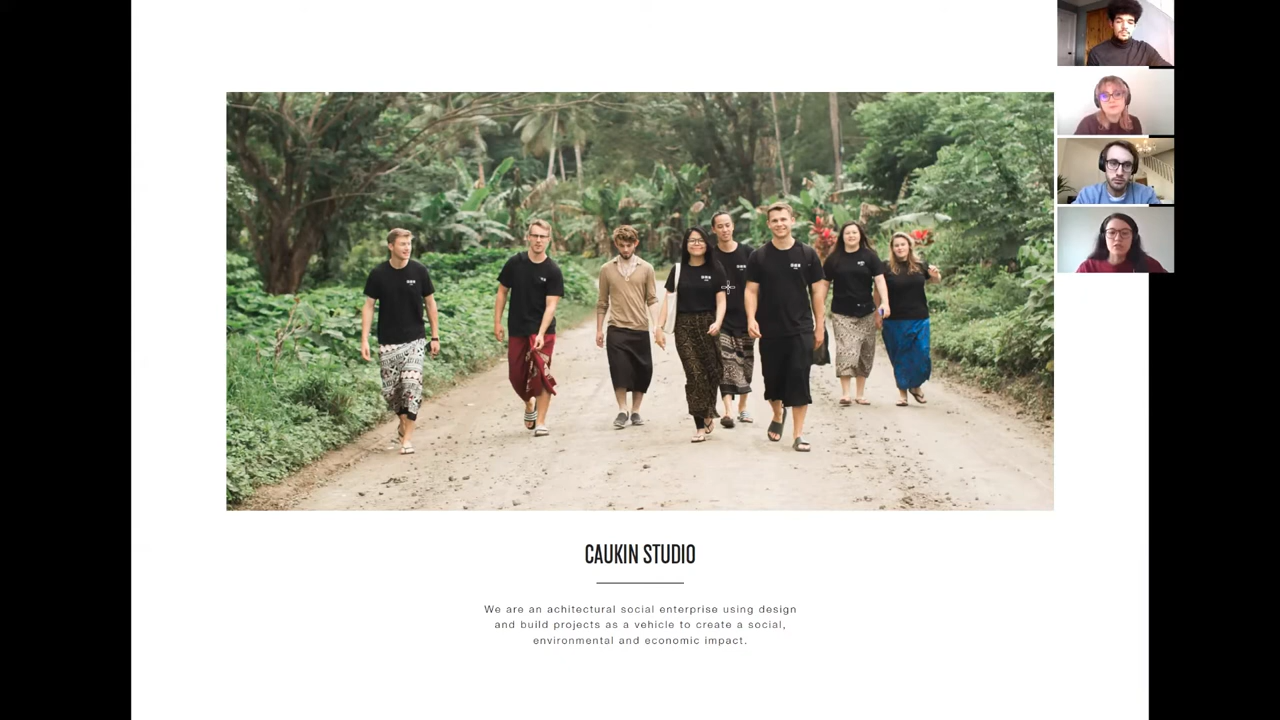 CAUKIN STUDIO
We are an achitectural social enterprise using design
and build projects as a vehicle to create a social,
environmental and economic impact.